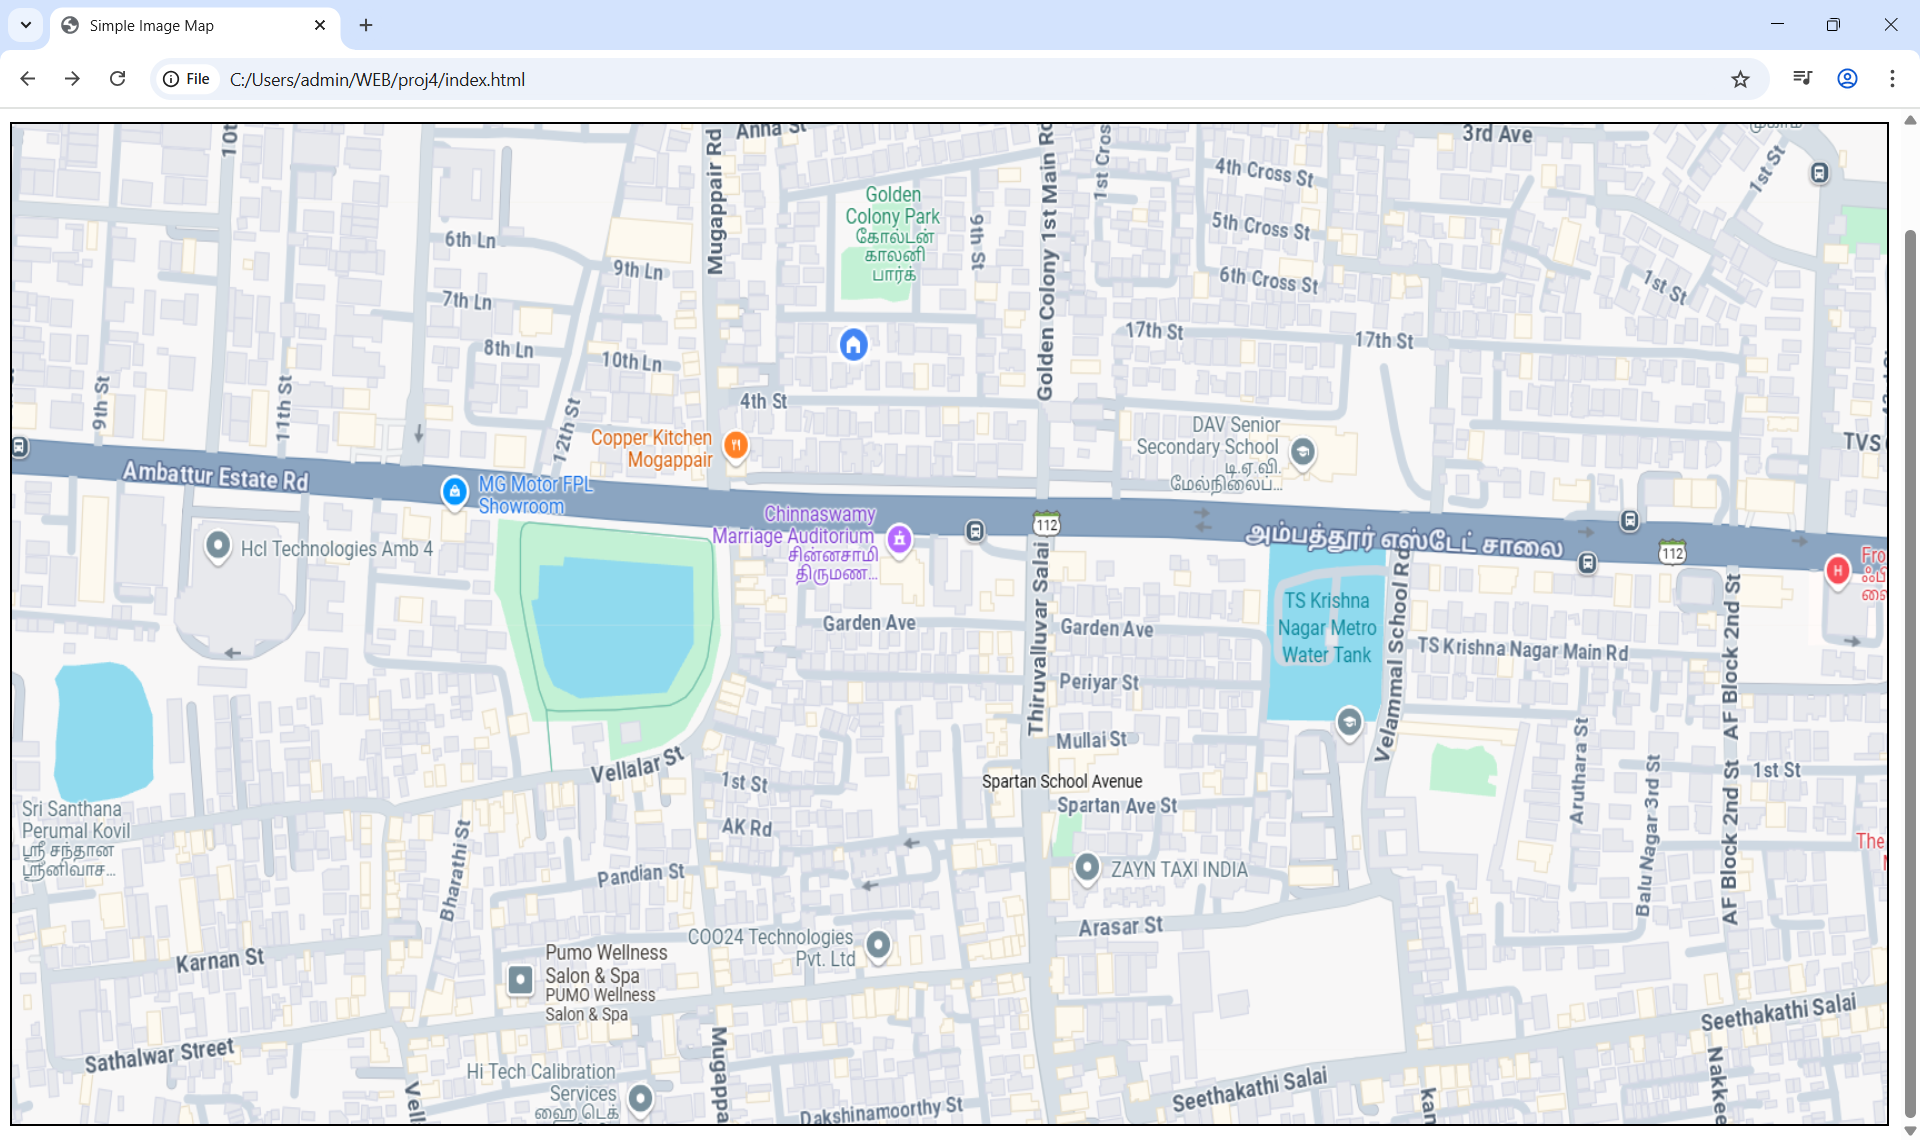 Simple Image Map
File
C:/Users/admin/WEB/proj4/index.html
Anna St
3rd Ave
Mugappair Rd
Golden Colony 1st Main Rd
4th Cross St
1st St
Golden
Colony Park
கோல்டன்
காலனி
பார்க்
9th St
5th Cross St
6th Ln
9th Ln
6th Cross St
1st St
7th Ln
17th St
17th St
8th Ln
10th Ln
9th St
11th St
12th St
4th St
Copper Kitchen
Mogappair
DAV Senior
Secondary School
டி.ஏ.வி.
மேல்நிலைப்...
TVS
Ambattur Estate Rd
MG Motor FPL
Showroom
Chinnaswamy
Marriage Auditorium
சின்னசாமி
திருமண...
112
அம்பத்தூர் எஸ்டேட் சாலை
112
Hcl Technologies Amb 4
Fro
H
Thiruvalluvar Salai
TS Krishna
Nagar Metro
Water Tank
Velammal School Rd
AF Block 2nd St
Garden Ave
Garden Ave
TS Krishna Nagar Main Rd
Periyar St
Mullai St
Vellalar St
1st St
Spartan School Avenue
Spartan Ave St
Aruthara St
Balu Nagar 3rd St
AF Block 2nd St
1st St
Sri Santhana
Perumal Kovil
ஸ்ரீ சந்தான
ஸ்ரீனிவாச...
AK Rd
The
Bharathi St
Pandian St
ZAYN TAXI INDIA
Arasar St
COO24 Technologies
Pvt. Ltd
Karnan St
Pumo Wellness
Salon & Spa
PUMO Wellness
Salon & Spa
Seethakathi Salai
Sathalwar Street
Mugappa
Hi Tech Calibration
Services
ஹை டெக்
Vell
Dakshinamoorthy St
Seethakathi Salai
kan
Nakkee